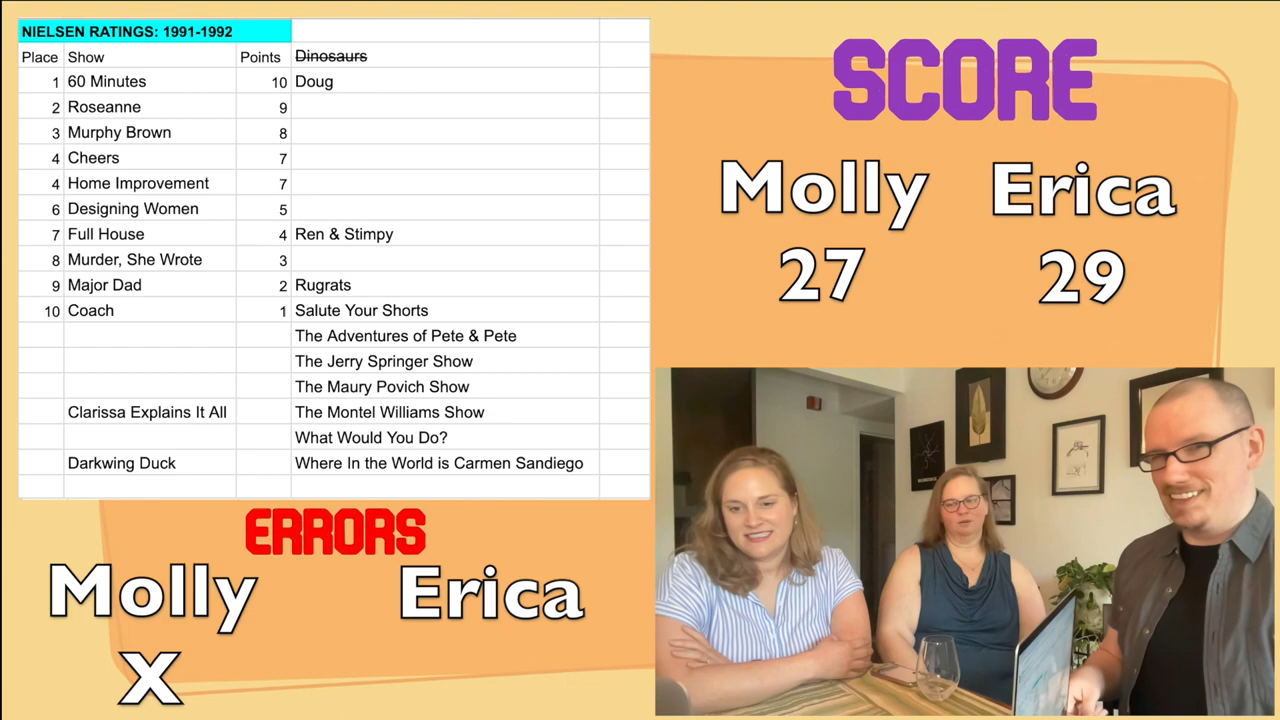 NIELSEN RATINGS: 1991-1992
Place Show Points Dinosaurs
1 60 Minutes 10 Doug
2 Roseanne 9
3 Murphy Brown 8
4 Cheers 7
4 Home Improvement 7
6 Designing Women 5
7 Full House 4 Ren & Stimpy
8 Murder, She Wrote 3
9 Major Dad 2 Rugrats
10 Coach 1 Salute Your Shorts
The Adventures of Pete & Pete
The Jerry Springer Show
The Maury Povich Show
Clarissa Explains It All The Montel Williams Show
What Would You Do?
Darkwing Duck Where In the World is Carmen Sandiego
SCORE
Molly Erica
27 29
ERRORS
Molly Erica
X